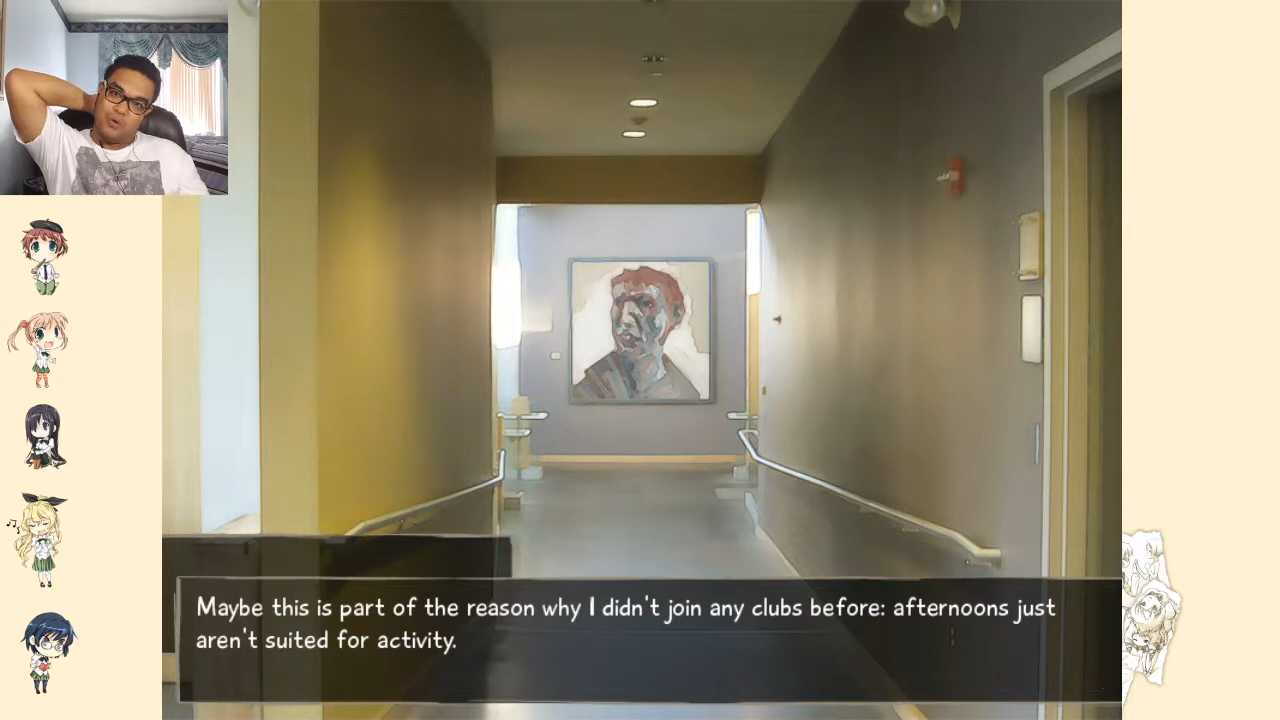 Maybe this is part of the reason why I didn't join any clubs before: afternoons just
aren't suited for activity.